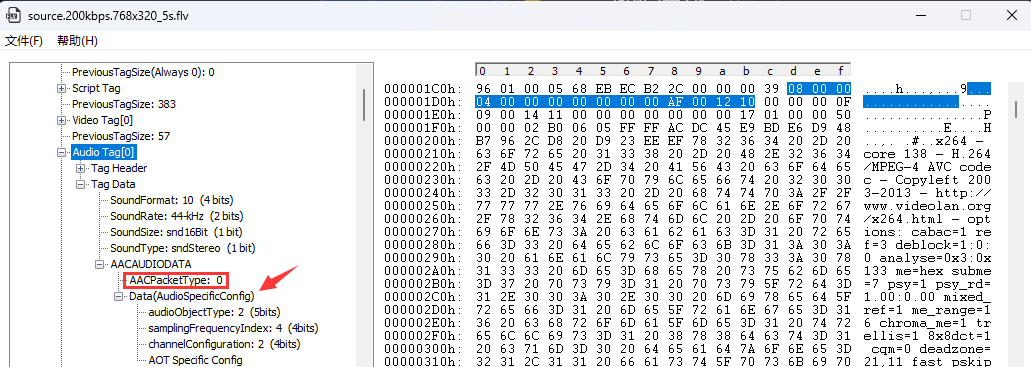 source.200kbps.768x320_5s.flv
文件(F) 帮助(H)
PreviousTagSize(Always 0): 0
Script Tag
PreviousTagSize: 383
Video Tag[0]
PreviousTagSize: 57
Audio Tag[0]
Tag Header
Tag Data
SoundFormat: 10 (4bits)
SoundRate: 44-kHz (2 bits)
SoundSize: snd16Bit (1 bit)
SoundType: sndStereo (1 bit)
AACAUDIODATA
AACPacketType: 0
Data(AudioSpecificConfig)
audioObjectType: 2 (5bits)
samplingFrequencyIndex: 4 (4bits)
channelConfiguration: 2 (4bits)
AOT Specific Config
0 1 2 3 4 5 6 7 8 9 a b c d e f
000001C0h: 96 01 00 05 68 EB EC B2 2C 00 00 00 39 08 00 00 ....h...,...9...
000001D0h: 04 00 00 00 00 00 00 00 AF 00 12 10 00 00 00 0F ................
000001E0h: 09 00 14 11 00 00 00 00 00 00 00 17 01 00 00 50 ...............P
000001F0h: 00 00 02 B0 06 05 FF FF AC DC 45 E9 BD E6 D9 48 ..........E....H
00000200h: B7 96 2C D8 20 D9 23 EE EF 78 32 36 34 20 2D 20 ..,. .#..x264 -
00000210h: 63 6F 72 65 20 31 33 38 20 2D 20 48 2E 32 36 34 core 138 - H.264
00000220h: 2F 4D 50 45 47 2D 34 20 41 56 43 20 63 6F 64 65 /MPEG-4 AVC code
00000230h: 63 20 2D 20 43 6F 70 79 6C 65 66 74 20 32 30 30 c - Copyleft 200
00000240h: 33 2D 32 30 31 33 20 2D 20 68 74 74 70 3A 2F 2F 3-2013 - http://
00000250h: 77 77 77 2E 76 69 64 65 6F 6C 61 6E 2E 6F 72 67 www.videolan.org
00000260h: 2F 78 32 36 34 2E 68 74 6D 6C 20 2D 20 6F 70 74 /x264.html - opt
00000270h: 69 6F 6E 73 3A 20 63 61 62 61 63 3D 31 20 72 65 ions: cabac=1 re
00000280h: 66 3D 33 20 64 65 62 6C 6F 63 6B 3D 31 3A 30 3A f=3 deblock=1:0:
00000290h: 30 20 61 6E 61 6C 79 73 65 3D 30 78 33 3A 30 78 0 analyse=0x3:0x
000002A0h: 31 33 33 20 6D 65 3D 68 65 78 20 73 75 62 6D 65 133 me=hex subme
000002B0h: 3D 37 20 70 73 79 3D 31 20 70 73 79 5F 72 64 3D =7 psy=1 psy_rd=
000002C0h: 31 2E 30 30 3A 30 2E 30 30 20 6D 69 78 65 64 5F 1.00:0.00 mixed_
000002D0h: 72 65 66 3D 31 20 6D 65 5F 72 61 6E 67 65 3D 31 ref=1 me_range=1
000002E0h: 36 20 63 68 72 6F 6D 61 5F 6D 65 3D 31 20 74 72 6 chroma_me=1 tr
000002F0h: 65 6C 6C 69 73 3D 31 20 38 78 38 64 63 74 3D 31 ellis=1 8x8dct=1
00000300h: 20 63 71 6D 3D 30 20 64 65 61 64 7A 6F 6E 65 3D cqm=0 deadzone=
00000310h: 32 31 2C 31 31 20 66 61 73 74 5F 70 73 6B 69 70 21,11 fast_pskip